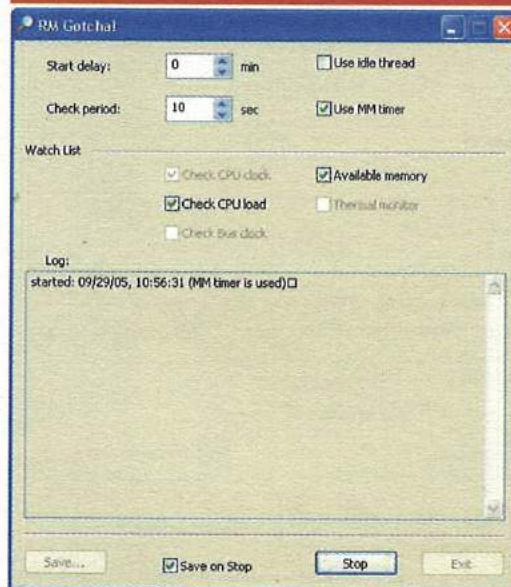 RM Gotcha!
Start delay: 0 min Use idle thread
Check period: 10 sec Use MM timer
Watch List
Check CPU clock Available memory
Check CPU load Thermal monitor
Check Bus clock
Log:
started: 09/29/05, 10:56:31 (MM timer is used)
Save... Save on Stop Stop Exit